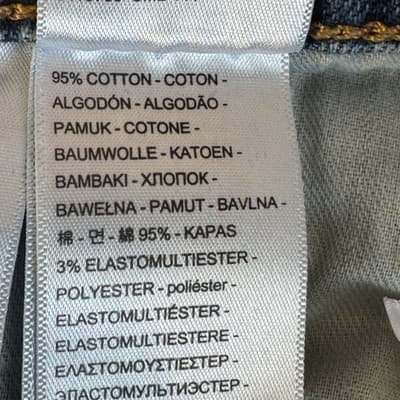 95% COTTON - COTON -
ALGODÓN - ALGODÃO -
PAMUK - COTONE -
BAUMWOLLE - KATOEN -
BAMBAKI - ХЛОПОК -
BAWEŁNA - PAMUT - BAVLNA -
棉 - 면 - 綿 95% - KAPAS
3% ELASTOMULTIESTER -
POLYESTER - poliéster -
ELASTOMULTIÉSTER -
ELASTOMULTIESTERE -
ΕΛΑΣΤΟΜΟΥΣΤΙΕΣΤΕΡ -
ЭЛАСТОМУЛЬТИЭСТЕР -